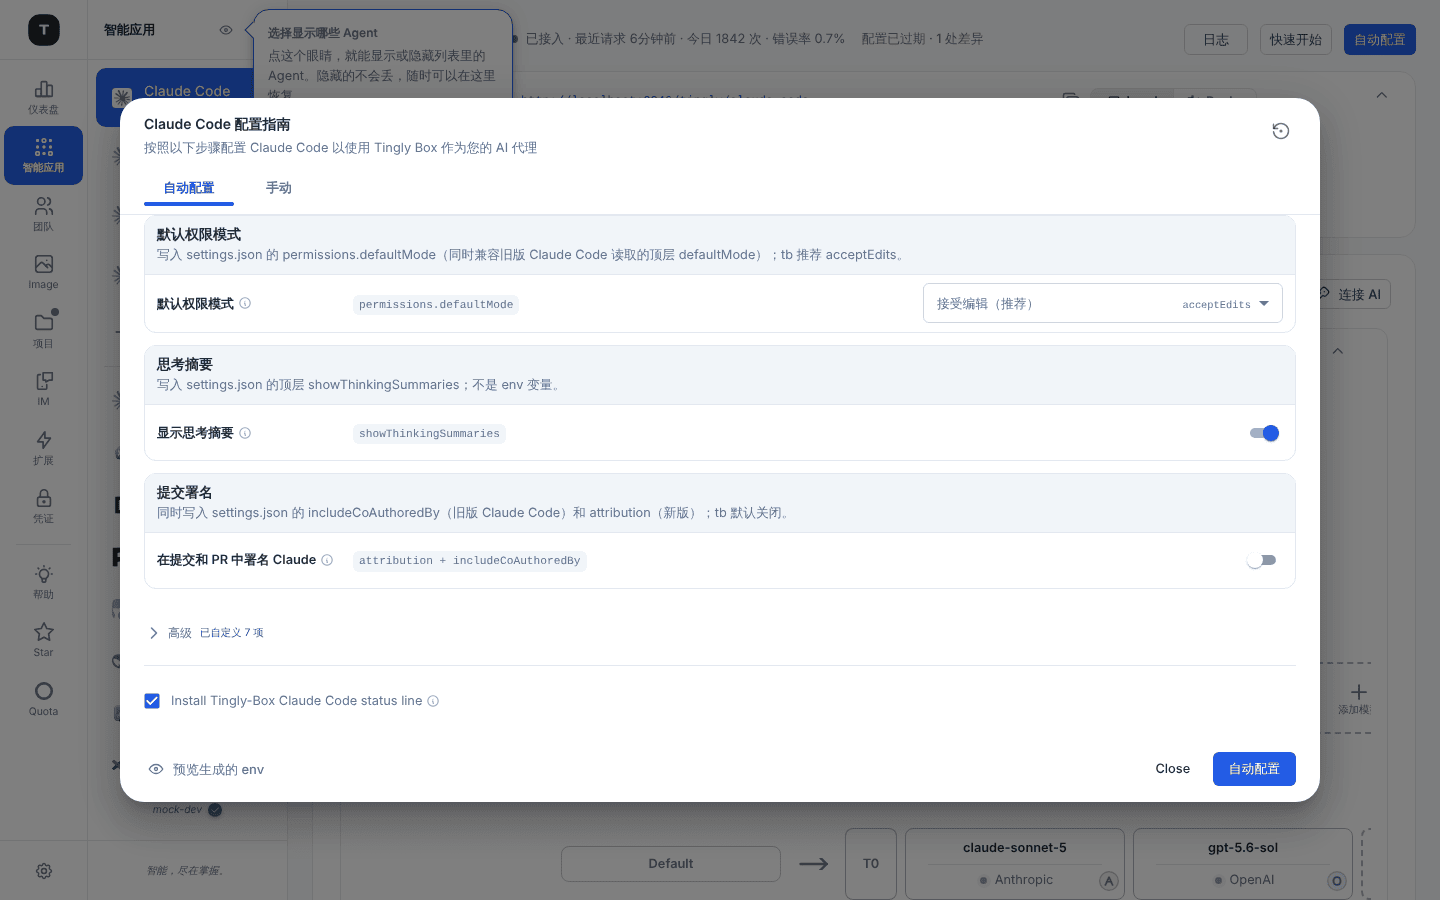 T
智能应用
选择显示哪些 Agent
点这个眼睛，就能显示或隐藏列表里的
Agent。隐藏的不会丢，随时可以在这里
已接入 · 最近请求 6分钟前 · 今日 1842 次 · 错误率 0.7%
配置已过期 · 1 处差异
日志
快速开始
自动配置
Claude Code
仪表盘
智能应用
团队
Image
项目
IM
扩展
凭证
帮助
Star
Quota
Claude Code 配置指南
按照以下步骤配置 Claude Code 以使用 Tingly Box 作为您的 AI 代理
自动配置
手动
默认权限模式
写入 settings.json 的 permissions.defaultMode（同时兼容旧版 Claude Code 读取的顶层 defaultMode）；tb 推荐 acceptEdits。
默认权限模式
permissions.defaultMode
接受编辑（推荐）
acceptEdits
连接 AI
思考摘要
写入 settings.json 的顶层 showThinkingSummaries；不是 env 变量。
显示思考摘要
showThinkingSummaries
提交署名
同时写入 settings.json 的 includeCoAuthoredBy（旧版 Claude Code）和 attribution（新版）；tb 默认关闭。
在提交和 PR 中署名 Claude
attribution + includeCoAuthoredBy
高级
已自定义 7 项
Install Tingly-Box Claude Code status line
添加模
预览生成的 env
Close
自动配置
mock-dev
智能，尽在掌握。
Default
T0
claude-sonnet-5
Anthropic
A
gpt-5.6-sol
OpenAI
O